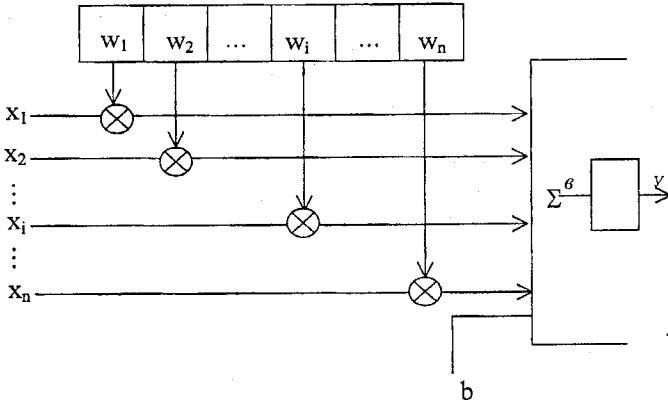 w₁ w₂ ... wᵢ ... wₙ
x₁
x₂
⋮
xᵢ
⋮
xₙ
Σ в y
b